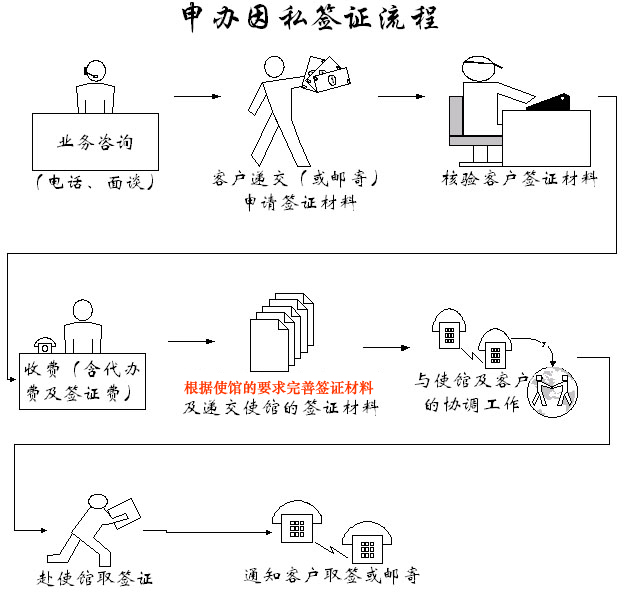 申办因私签证流程
业务咨询
（电话、面谈）
客户递交（或邮寄）
申请签证材料
核验客户签证材料
收费（含代办
费及签证费）
根据使馆的要求完善签证材料
及递交使馆的签证材料
与使馆及客户
的协调工作
赴使馆取签证
通知客户取签或邮寄